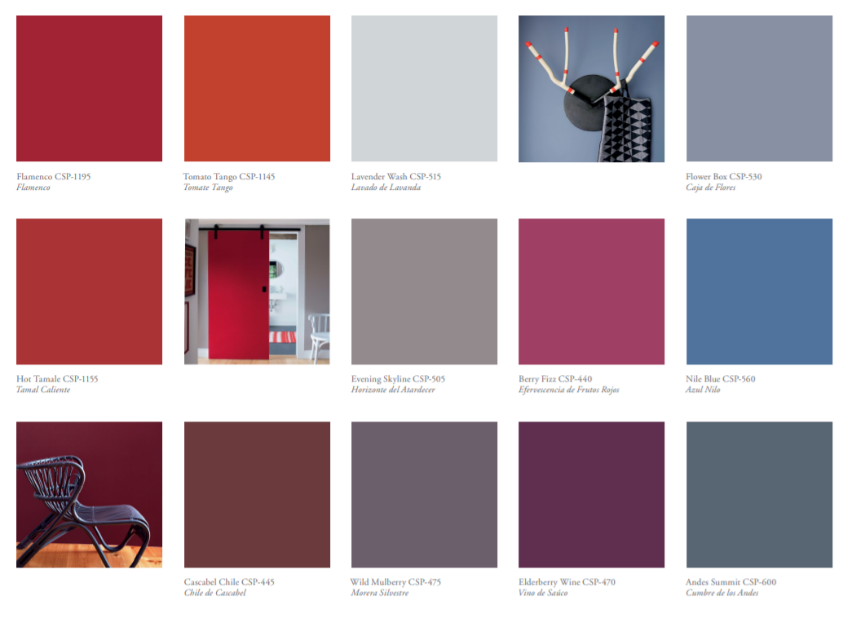 Flamenco CSP-1195
Flamenco
Tomato Tango CSP-1145
Tomate Tango
Lavender Wash CSP-515
Lavado de Lavanda
Flower Box CSP-530
Caja de Flores
Hot Tamale CSP-1155
Tamal Caliente
Evening Skyline CSP-505
Horizonte del Atardecer
Berry Fizz CSP-440
Efervescencia de Frutos Rojos
Nile Blue CSP-560
Azul Nilo
Cascabel Chile CSP-445
Chile de Cascabel
Wild Mulberry CSP-475
Morera Silvestre
Elderberry Wine CSP-470
Vino de Saúco
Andes Summit CSP-600
Cumbre de los Andes